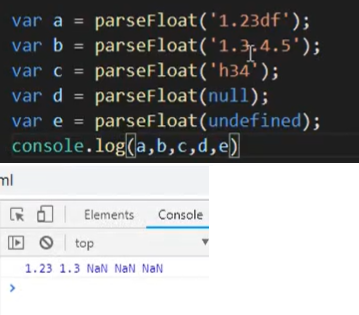 var a = parseFloat('1.23df');
var b = parseFloat('1.3.4.5');
var c = parseFloat('h34');
var d = parseFloat(null);
var e = parseFloat(undefined);
console.log(a,b,c,d,e)
ml
Elements Console
top
1.23 1.3 NaN NaN NaN